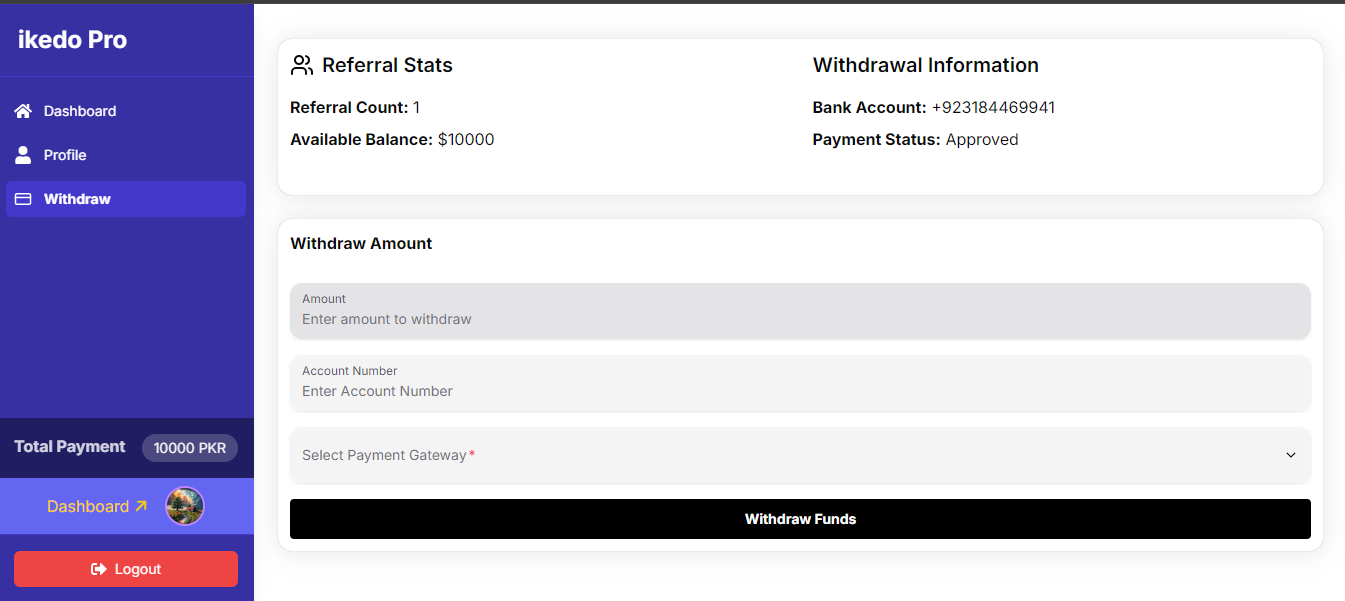 ikedo Pro
Dashboard
Profile
Withdraw
Total Payment 10000 PKR
Dashboard
Logout
Referral Stats
Referral Count: 1
Available Balance: $10000
Withdrawal Information
Bank Account: +923184469941
Payment Status: Approved
Withdraw Amount
Amount
Enter amount to withdraw
Account Number
Enter Account Number
Select Payment Gateway*
Withdraw Funds